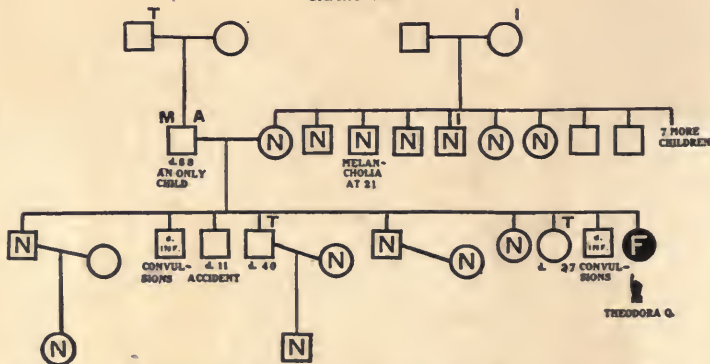 T
I
M A
N N N N N I N N
7 MORE
CHILDREN
d. 68
AN ONLY
CHILD
MELAN-
CHOLIA
AT 21
T T
N d. INF. N N d. INF. F
CONVUL-
SIONS
d. 11
ACCIDENT
d. 40
N
d. 27
CONVUL-
SIONS
THEODORA Q.
N N